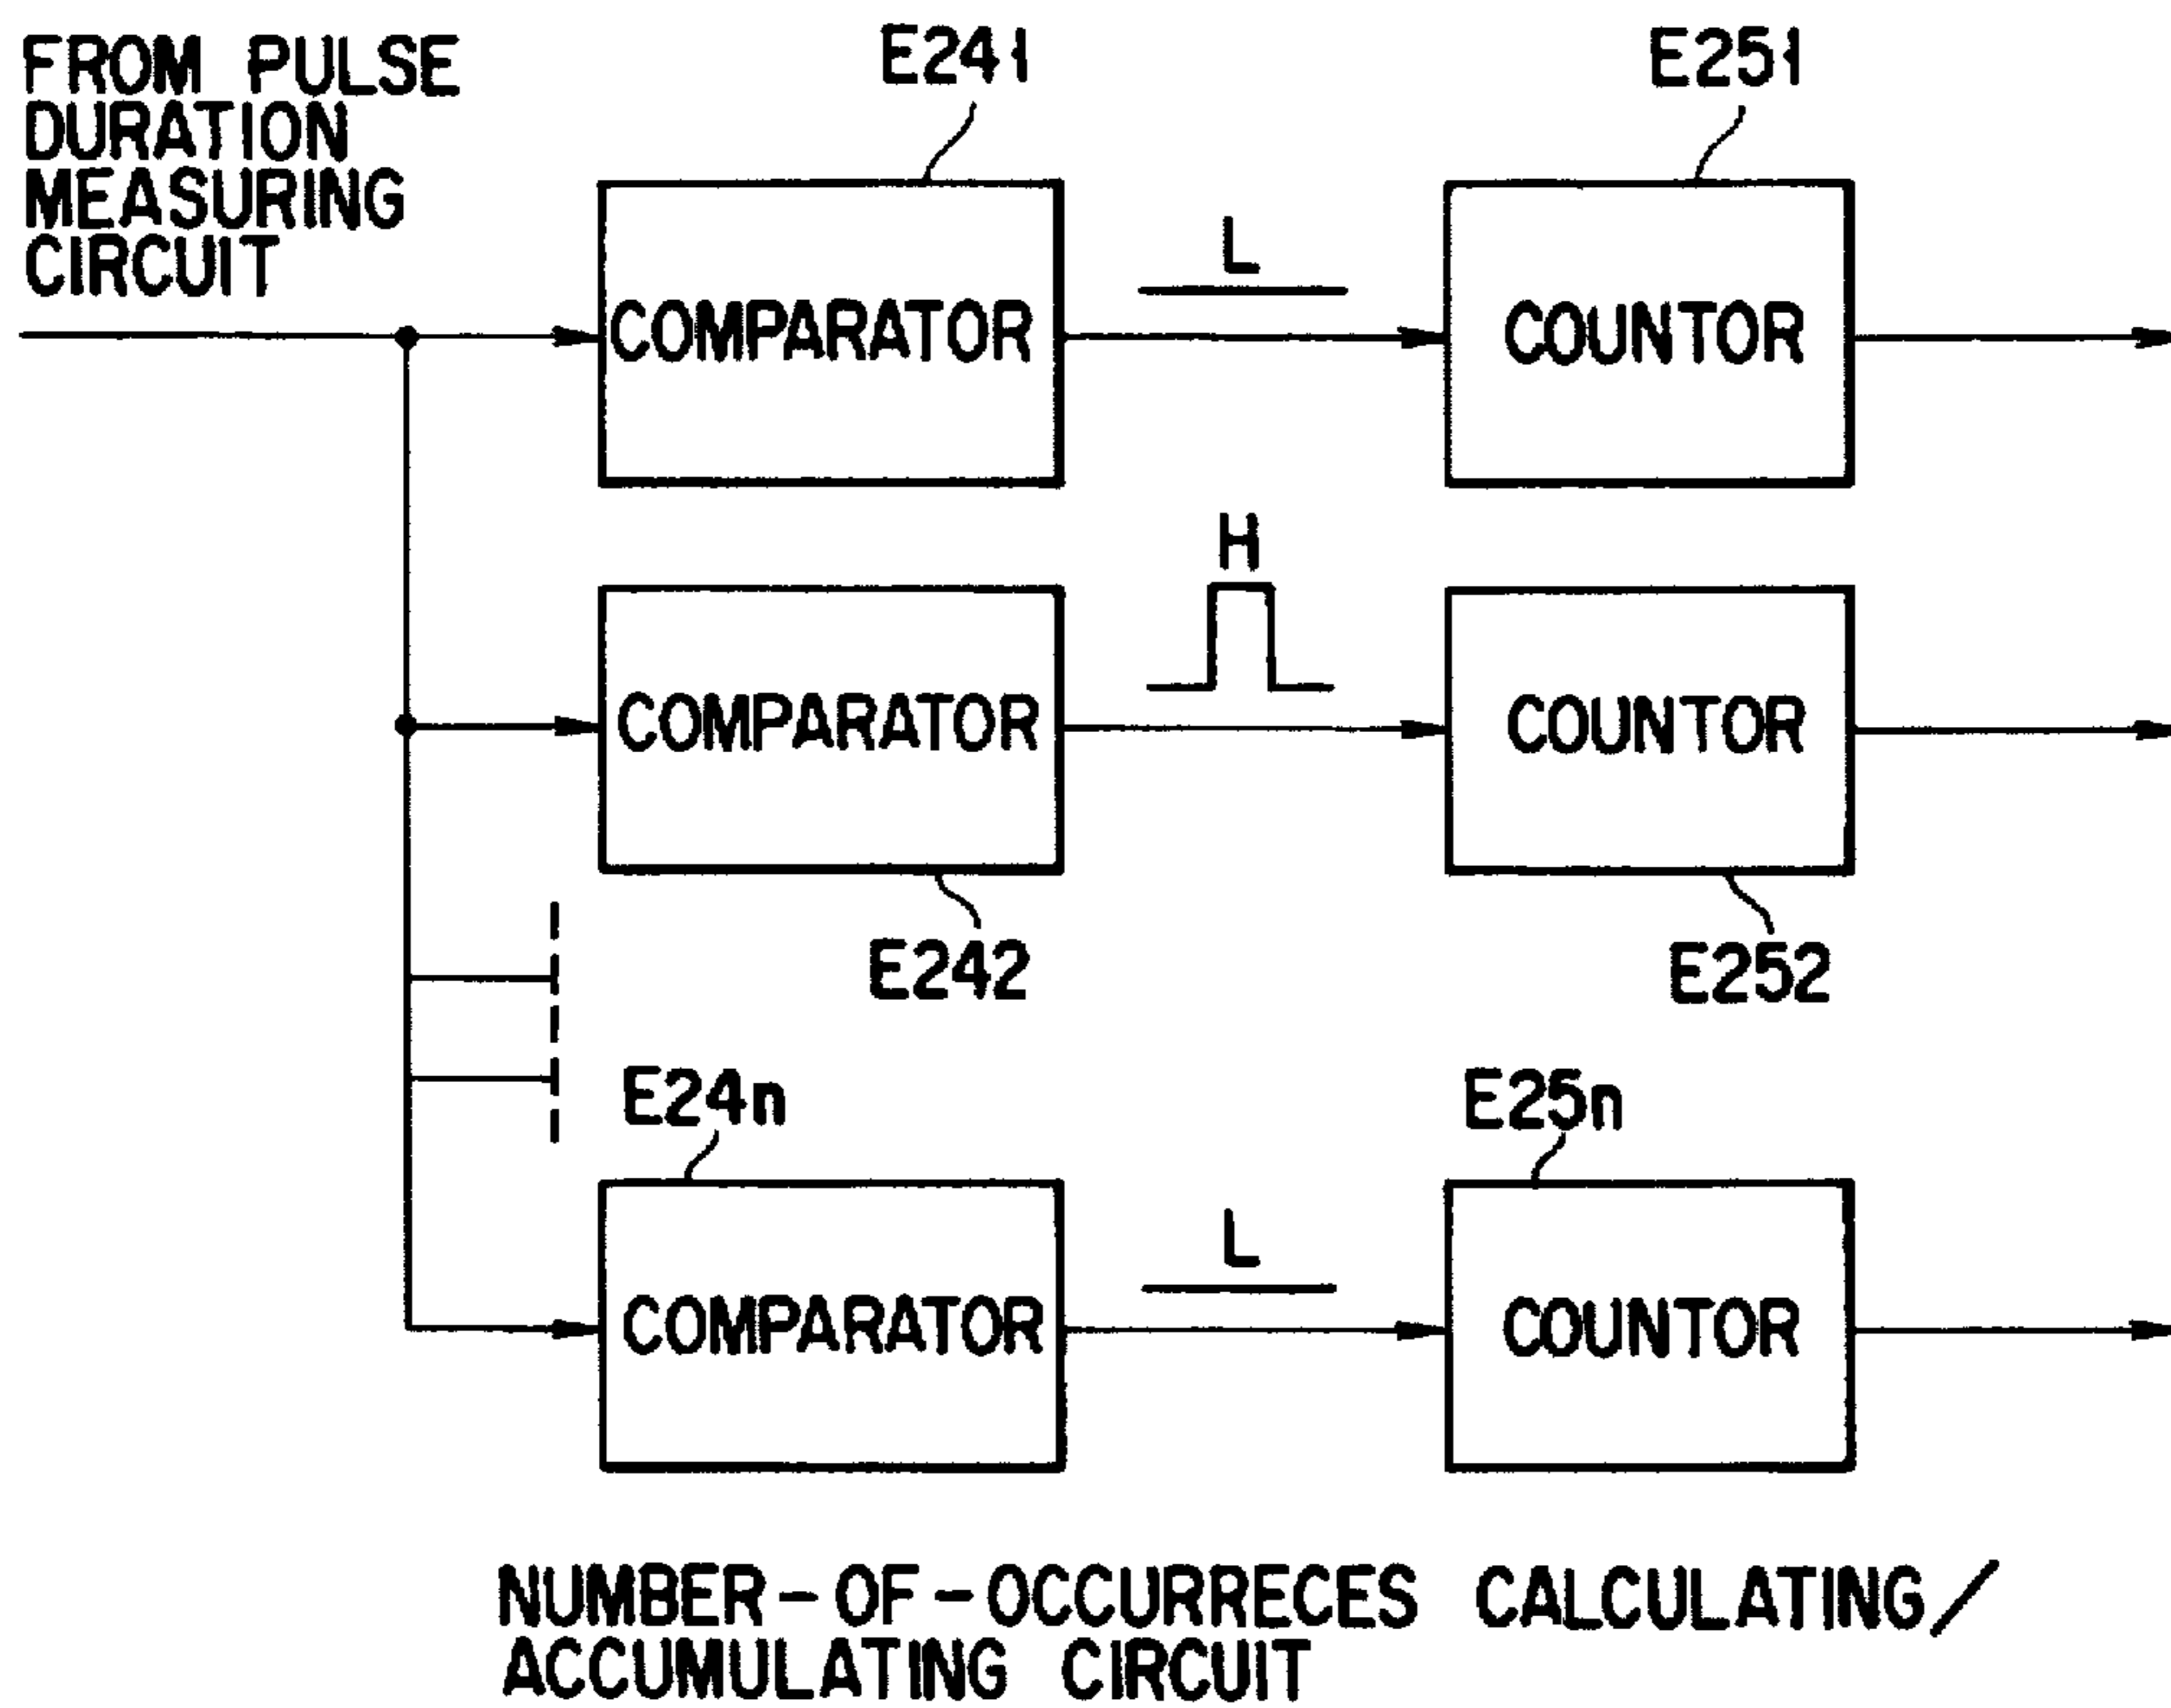 FROM PULSE
DURATION
MEASURING
CIRCUIT
E241
E251
COMPARATOR
L
COUNTOR
COMPARATOR
H
COUNTOR
E242
E252
E24n
E25n
COMPARATOR
L
COUNTOR
NUMBER-OF-OCCURRECES CALCULATING/
ACCUMULATING CIRCUIT